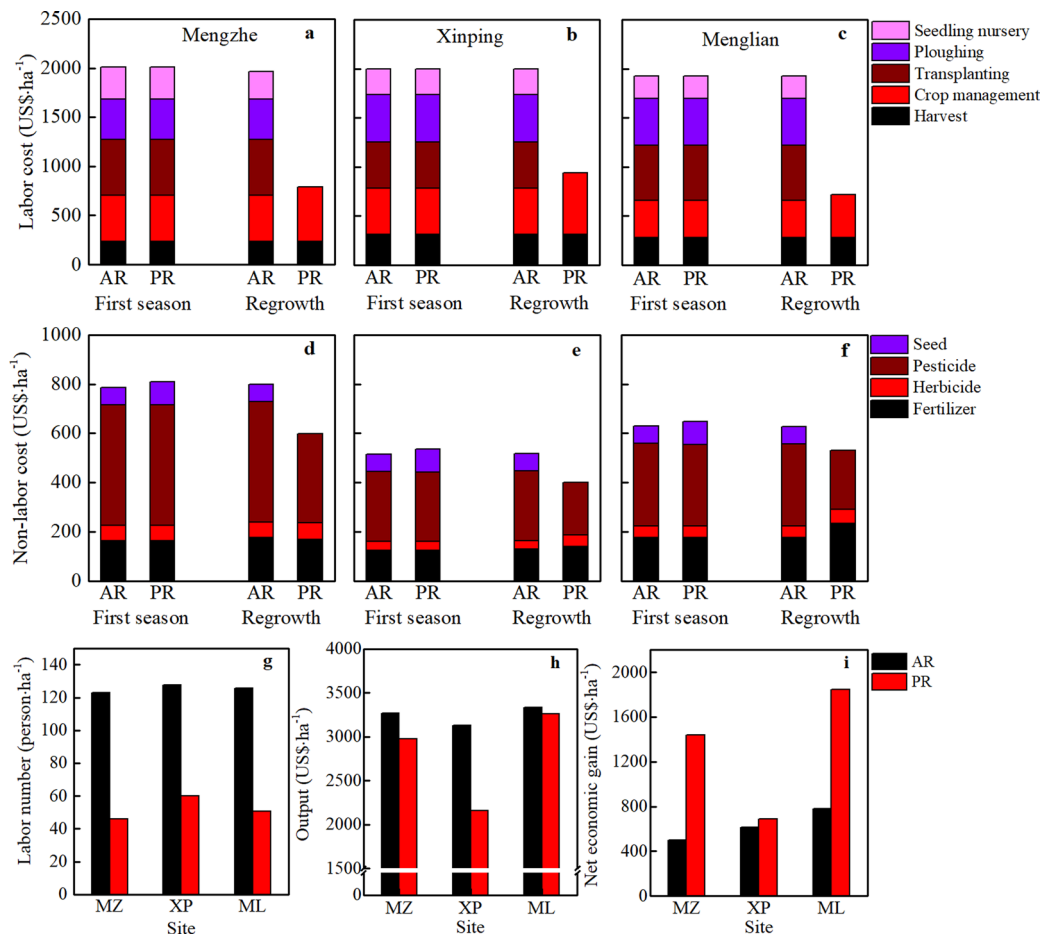 2500
2000
1500
1000
500
0
Labor cost (US$·ha⁻¹)
Mengzhe a
Xinping b
Menglian c
Seedling nursery
Ploughing
Transplanting
Crop management
Harvest
AR PR AR PR AR PR AR PR AR PR AR PR
First season Regrowth First season Regrowth First season Regrowth
1000
800
600
400
200
0
Non-labor cost (US$·ha⁻¹)
d
e
f
Seed
Pesticide
Herbicide
Fertilizer
AR PR AR PR AR PR AR PR AR PR AR PR
First season Regrowth First season Regrowth First season Regrowth
140
120
100
80
60
40
20
0
Labor number (person·ha⁻¹)
g
MZ XP ML
Site
4000
3500
3000
2500
2000
1500
0
Output (US$·ha⁻¹)
h
MZ XP ML
Site
2000
1600
1200
800
400
0
Net economic gain (US$·ha⁻¹)
i
MZ XP ML
Site
AR
PR